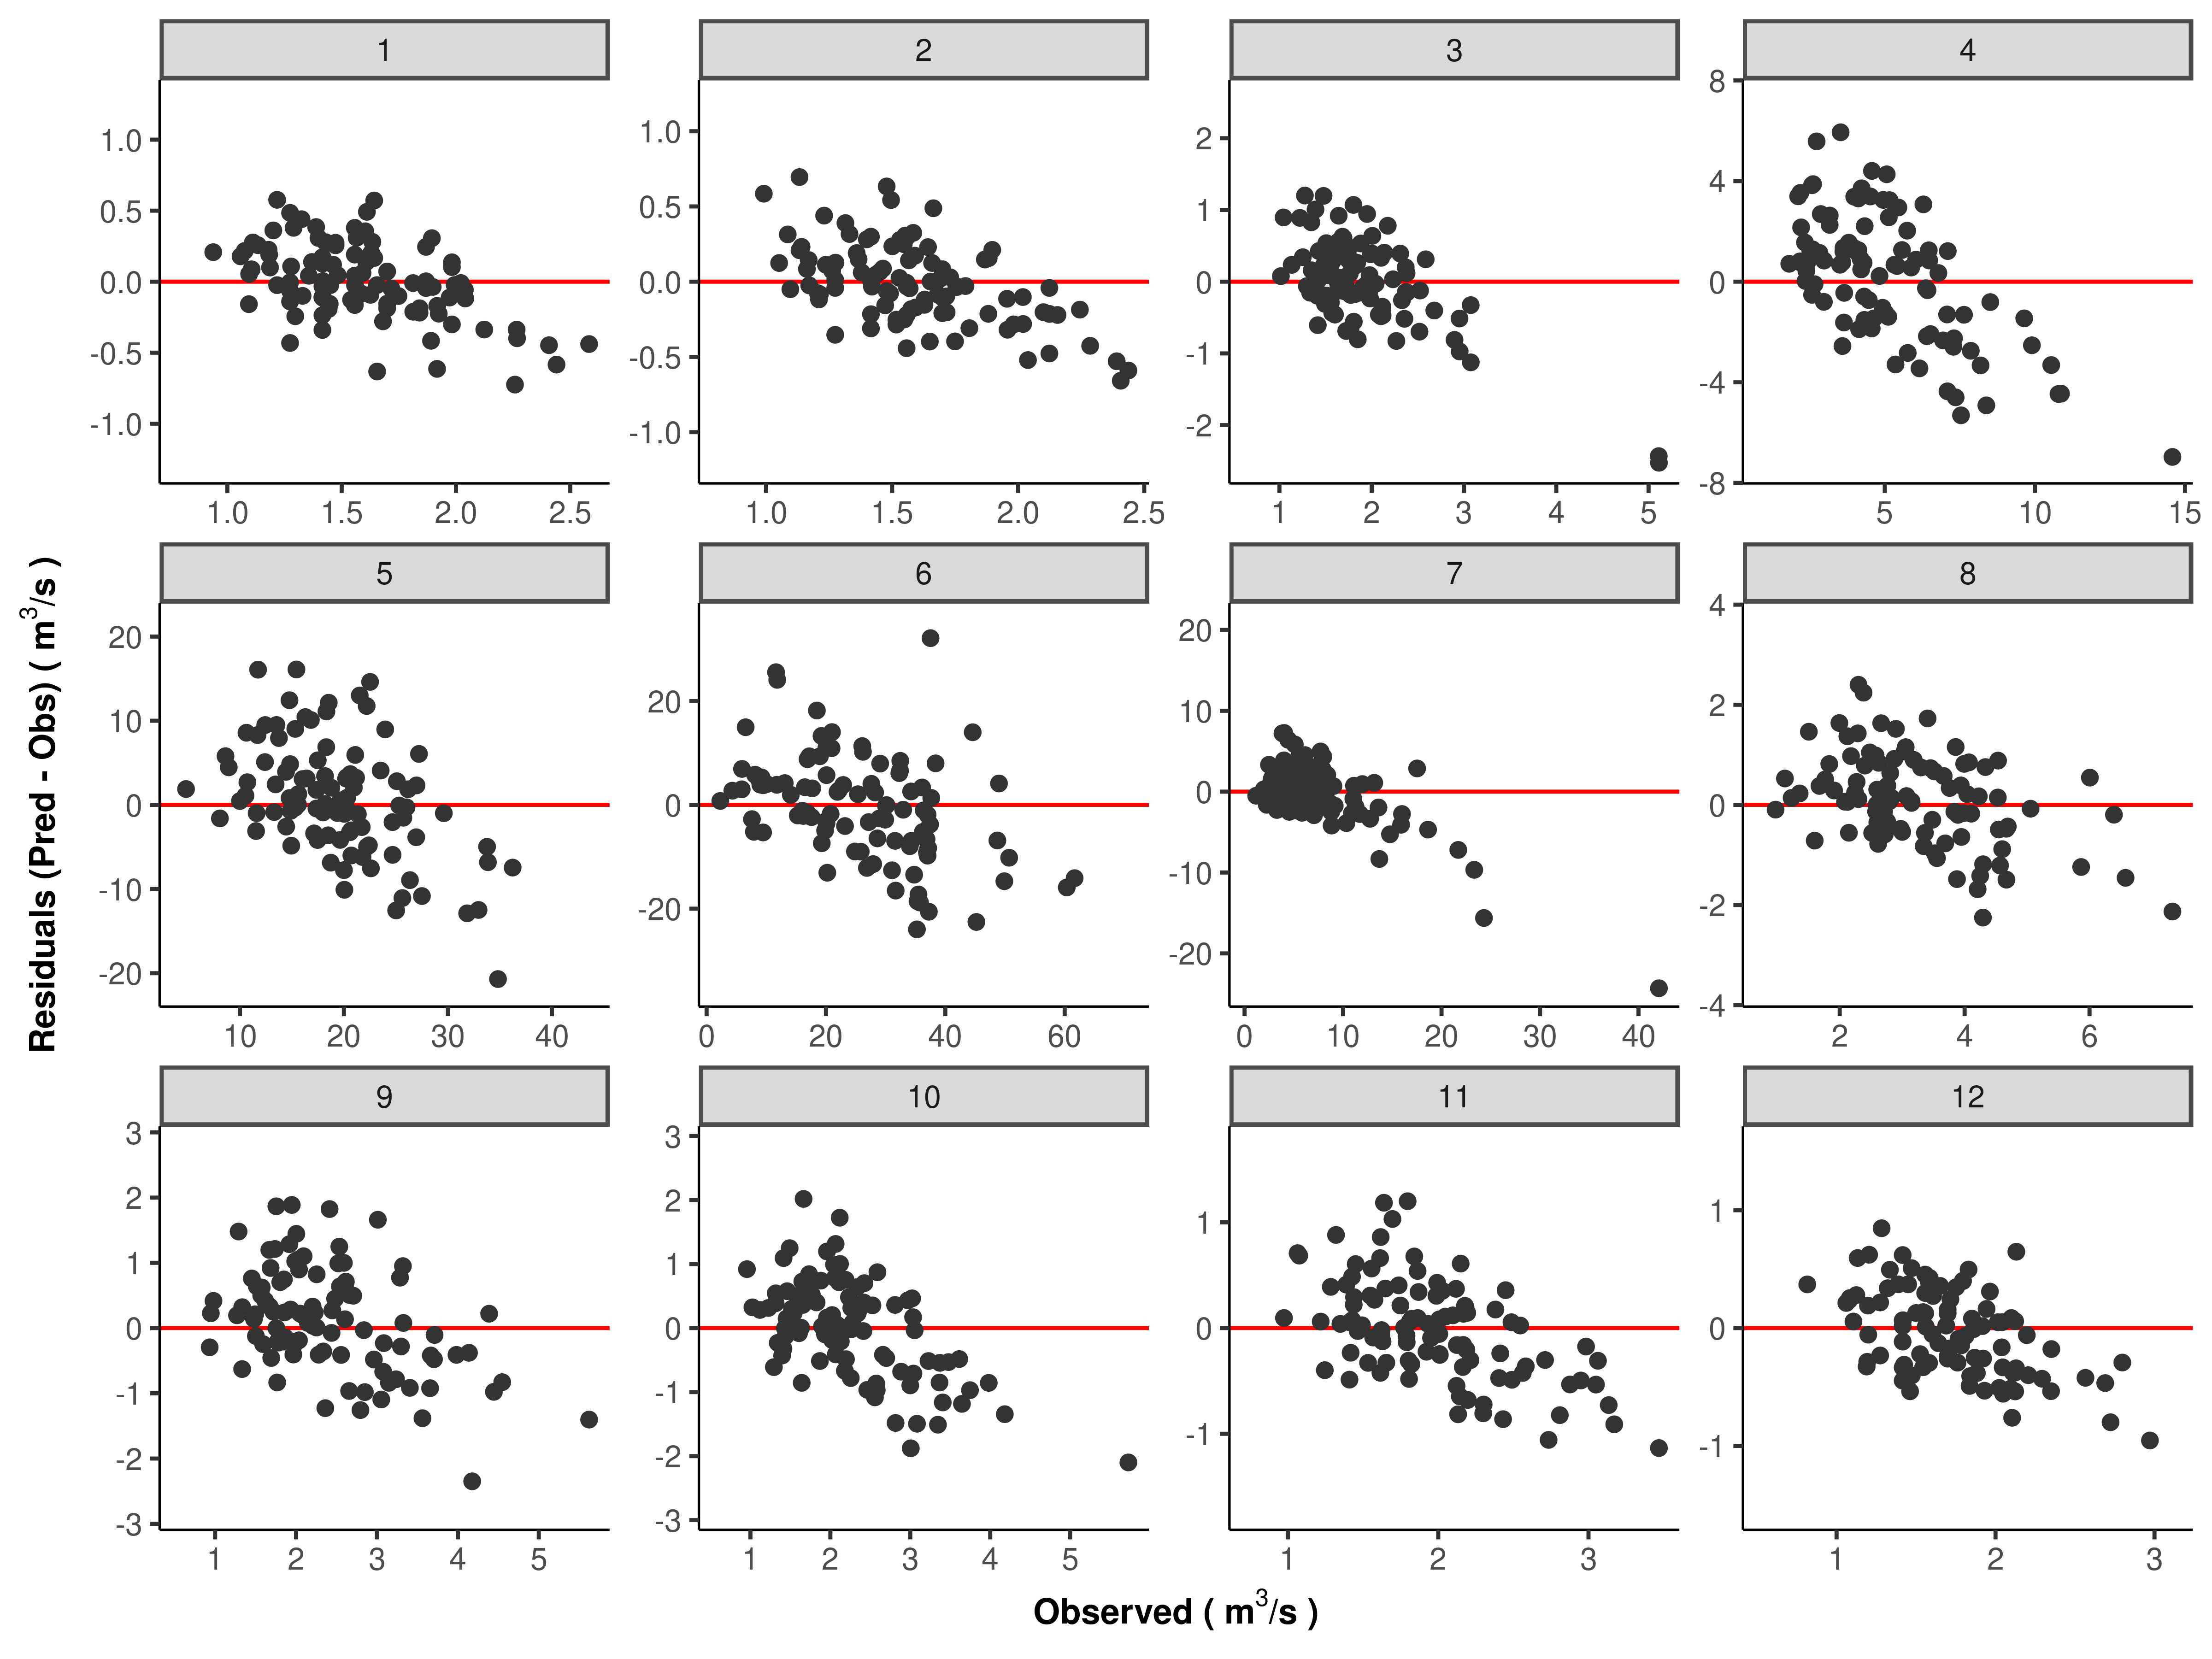 1 2 3 4
1.0 0.5 0.0 -0.5 -1.0
1.0 0.5 0.0 -0.5 -1.0
2 1 0 -1 -2
8 4 0 -4 -8
1.0 1.5 2.0 2.5
1.0 1.5 2.0 2.5
1 2 3 4 5
5 10 15
5 6 7 8
20 10 0 -10 -20
20 0 -20
20 10 0 -10 -20
4 2 0 -2 -4
10 20 30 40
0 20 40 60
0 10 20 30 40
2 4 6
9 10 11 12
3 2 1 0 -1 -2 -3
3 2 1 0 -1 -2 -3
1 0 -1
1 0 -1
1 2 3 4 5
1 2 3 4 5
1 2 3
1 2 3
Residuals (Pred - Obs) ( m³/s )
Observed ( m³/s )